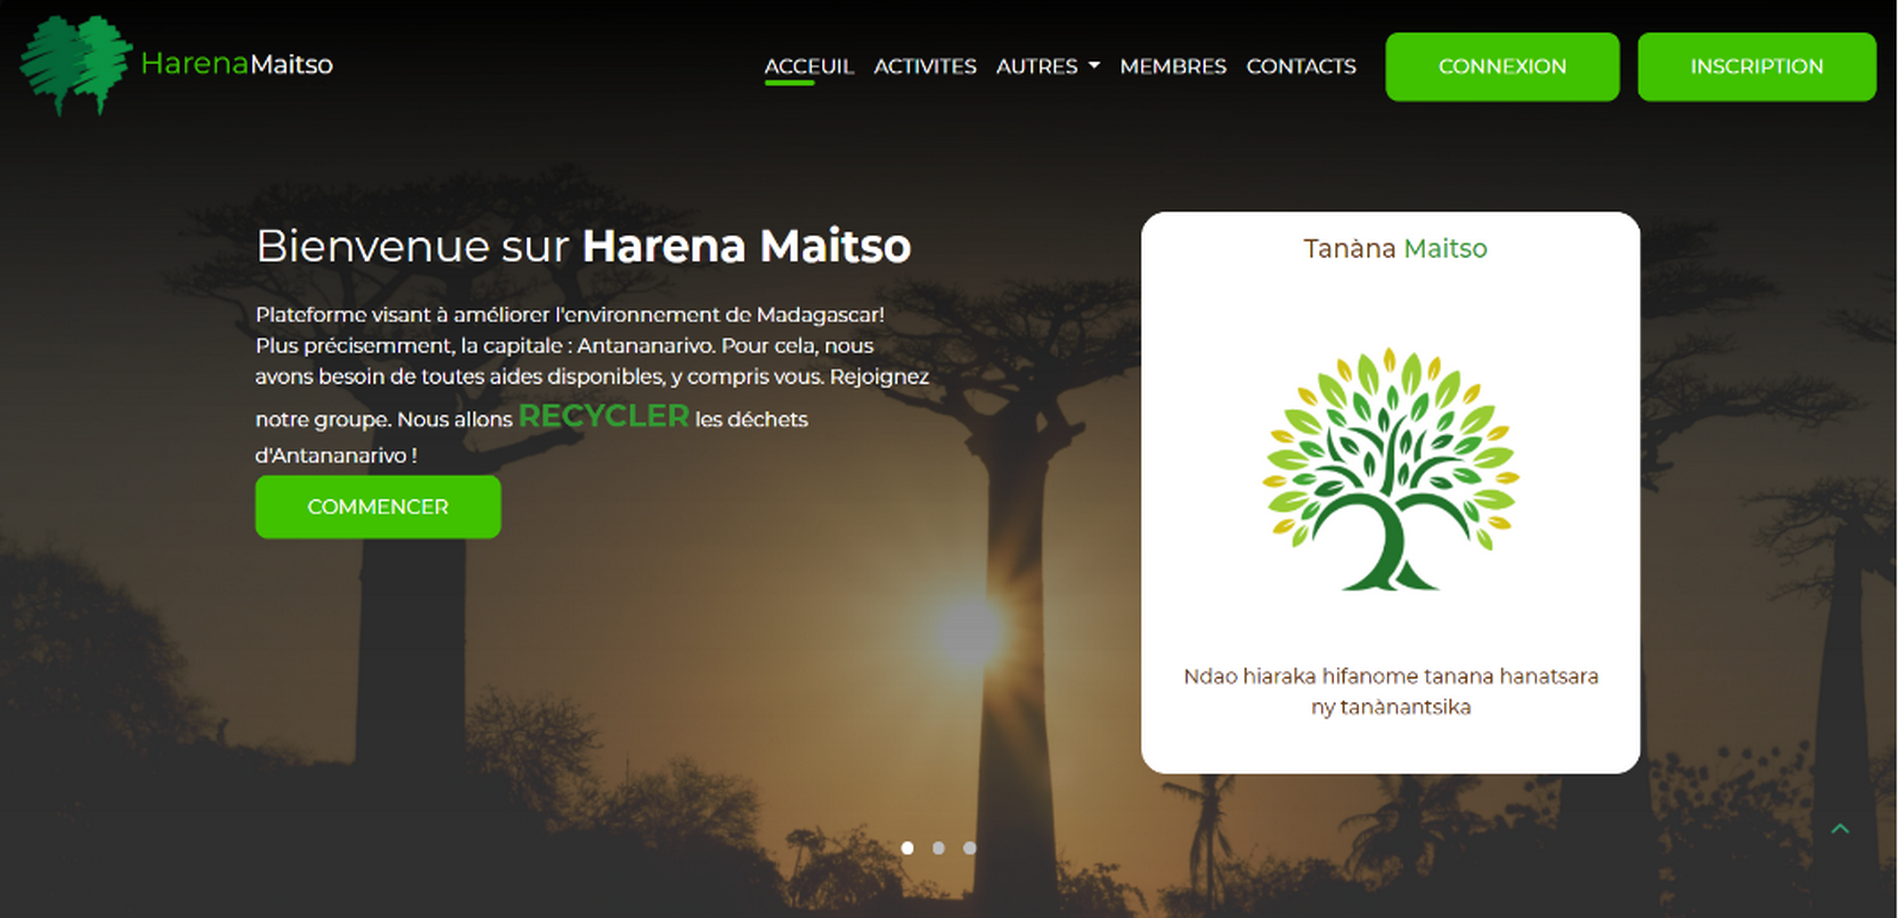 HarenaMaitso
ACCEUIL ACTIVITES AUTRES MEMBRES CONTACTS CONNEXION INSCRIPTION
Bienvenue sur Harena Maitso
Plateforme visant à améliorer l'environnement de Madagascar!
Plus précisemment, la capitale : Antananarivo. Pour cela, nous
avons besoin de toutes aides disponibles, y compris vous. Rejoignez
notre groupe. Nous allons RECYCLER les déchets
d'Antananarivo !
COMMENCER
Tanàna Maitso
Ndao hiaraka hifanome tanana hanatsara
ny tanànantsika